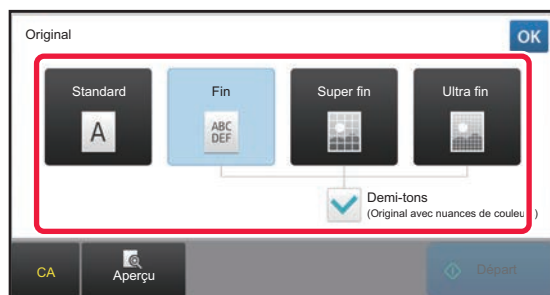 Original
OK
Standard
Fin
Super fin
Ultra fin
A
ABC
DEF
Demi-tons
(Original avec nuances de couleur )
CA
Aperçu
Départ